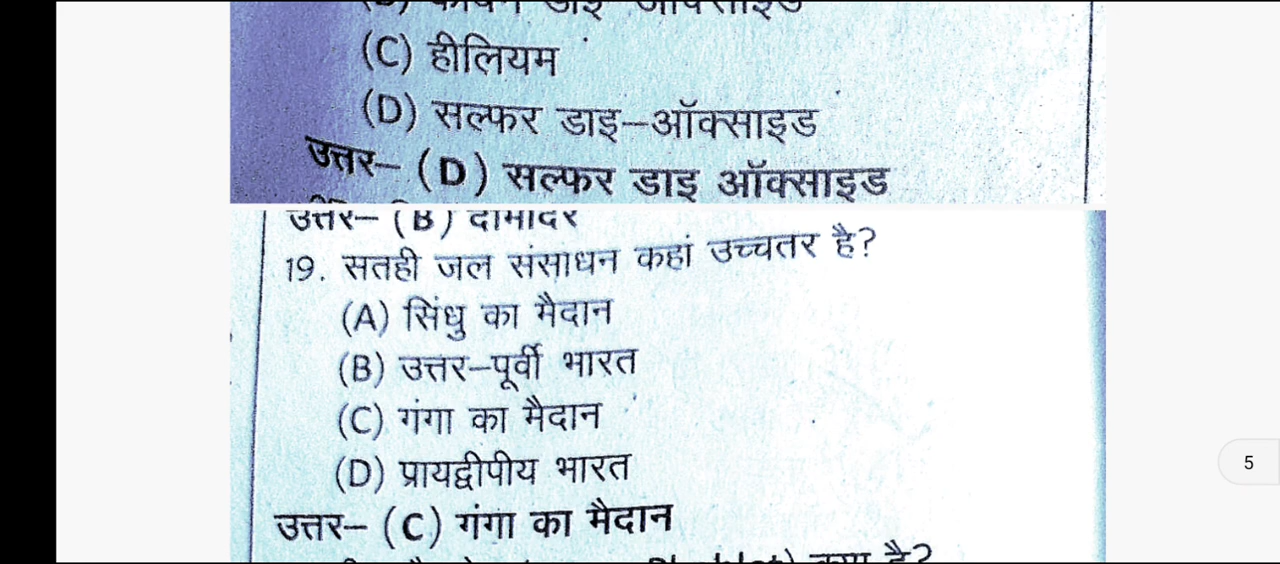 (C) हीलियम
(D) सल्फर डाइ–ऑक्साइड
उत्तर– (D) सल्फर डाइ ऑक्साइड
उत्तर– (B) दामोदर
19. सतही जल संसाधन कहां उच्चतर है?
(A) सिंधु का मैदान
(B) उत्तर–पूर्वी भारत
(C) गंगा का मैदान
(D) प्रायद्वीपीय भारत
उत्तर– (C) गंगा का मैदान
क्या है?
5